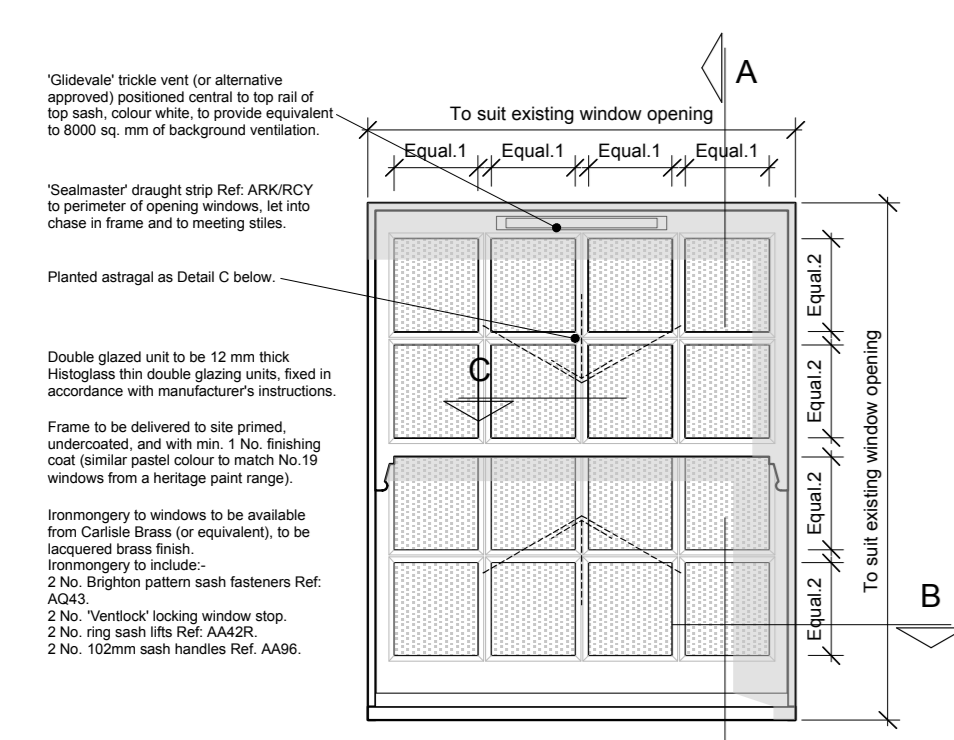 'Glidevale' trickle vent (or alternative
approved) positioned central to top rail of
top sash, colour white, to provide equivalent
to 8000 sq. mm of background ventilation.
'Sealmaster' draught strip Ref: ARK/RCY
to perimeter of opening windows, let into
chase in frame and to meeting stiles.
Planted astragal as Detail C below.
Double glazed unit to be 12 mm thick
Histoglass thin double glazing units, fixed in
accordance with manufacturer's instructions.
Frame to be delivered to site primed,
undercoated, and with min. 1 No. finishing
coat (similar pastel colour to match No.19
windows from a heritage paint range).
Ironmongery to windows to be available
from Carlisle Brass (or equivalent), to be
lacquered brass finish.
Ironmongery to include:-
2 No. Brighton pattern sash fasteners Ref:
AQ43.
2 No. 'Ventlock' locking window stop.
2 No. ring sash lifts Ref: AA42R.
2 No. 102mm sash handles Ref. AA96.
A
To suit existing window opening
Equal.1 Equal.1 Equal.1 Equal.1
Equal.2
Equal.2
Equal.2
Equal.2
To suit existing window opening
C
B